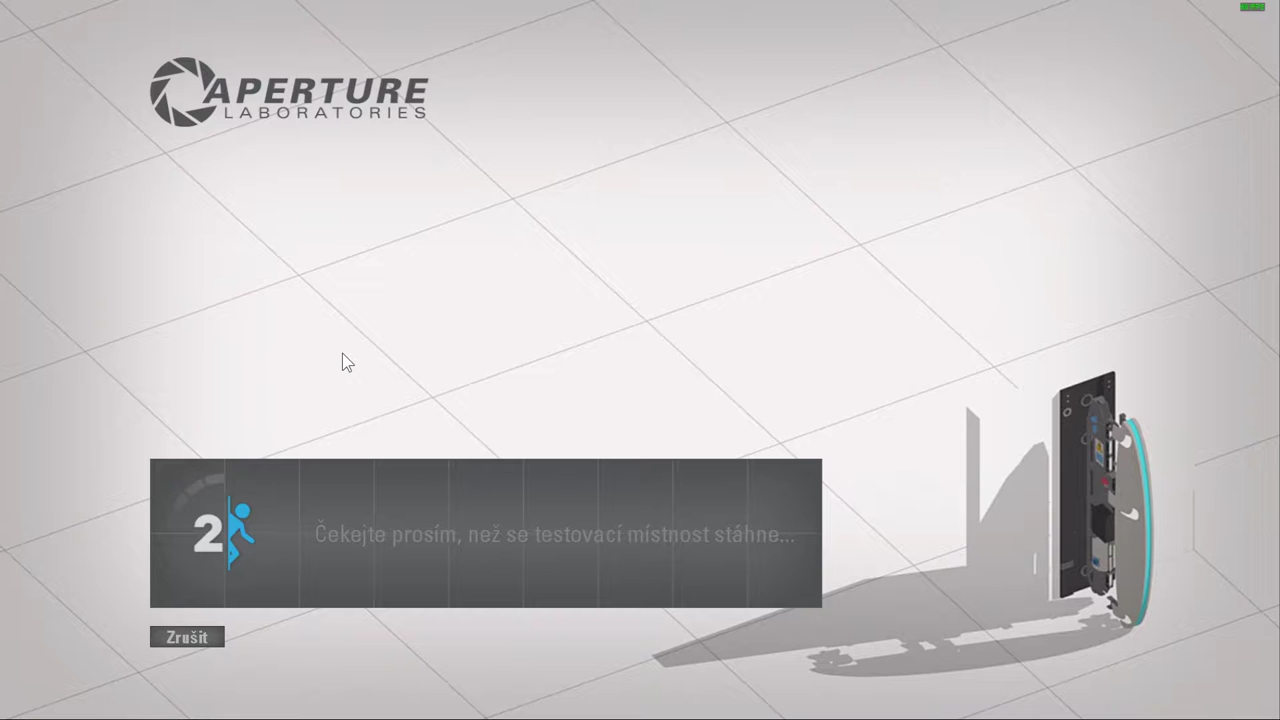 APERTURE
LABORATORIES
2
Čekejte prosím, než se testovací místnost stáhne...
Zrušit